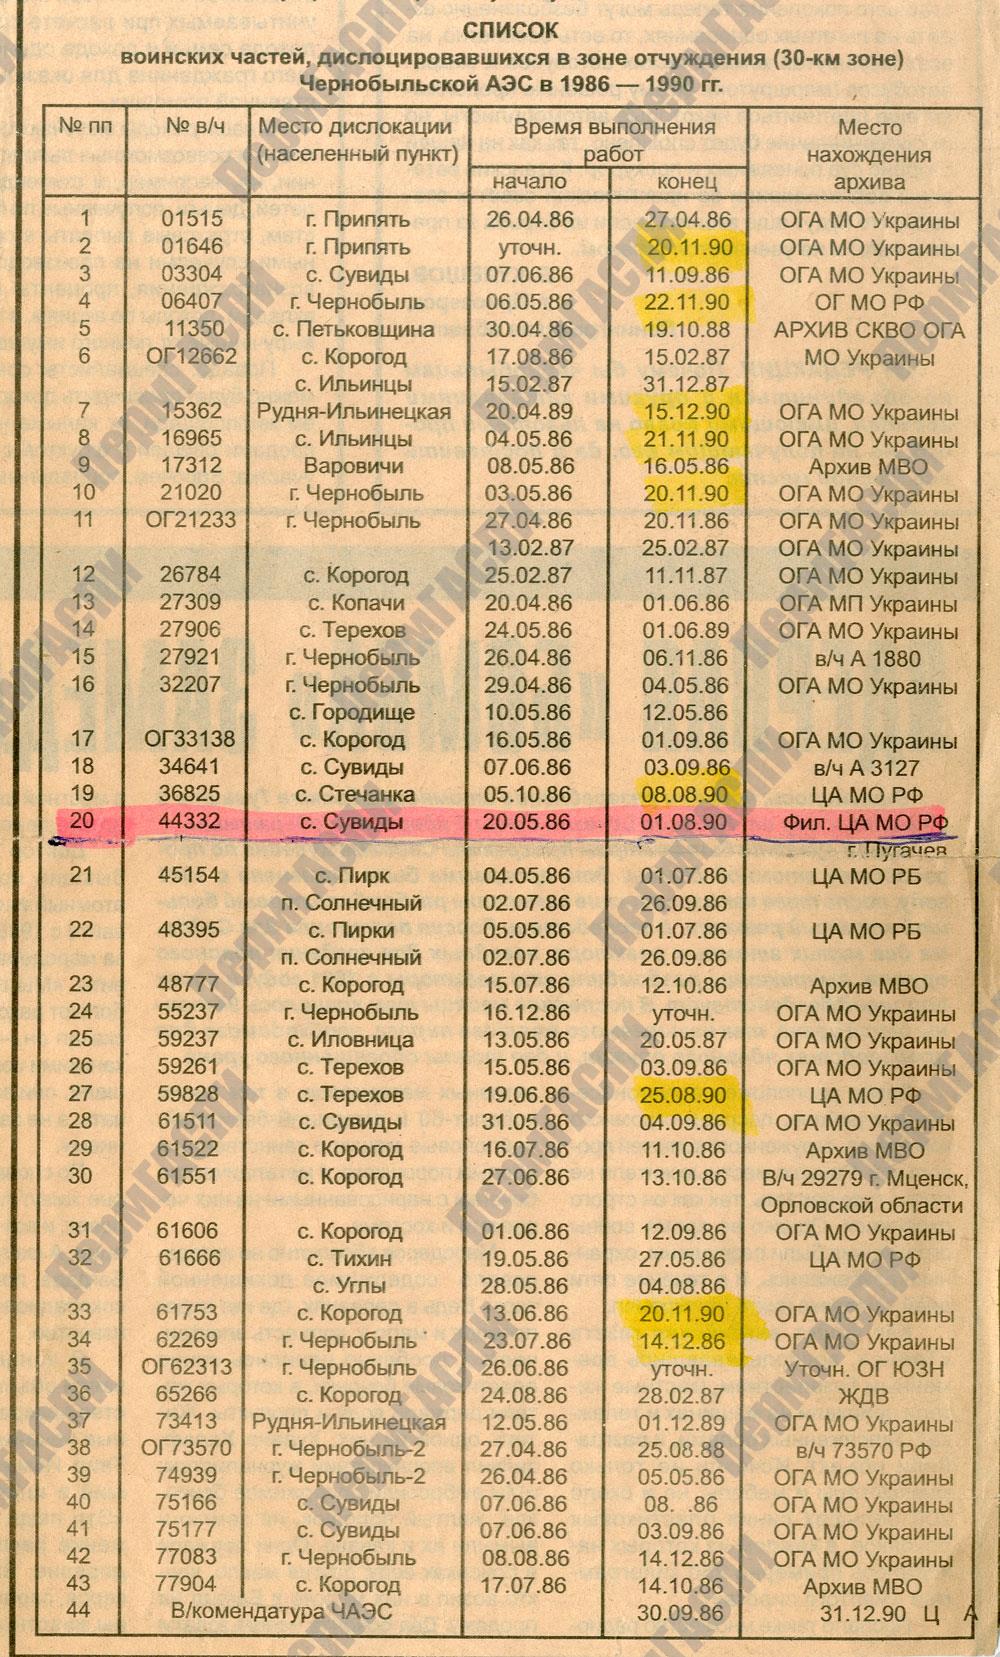 СПИСОК
воинских частей, дислоцировавшихся в зоне отчуждения (30-км зоне)
Чернобыльской АЭС в 1986 — 1990 гг.
№ пп № в/ч Место дислокации (населенный пункт) Время выполнения работ Место нахождения архива
начало конец
1 01515 г. Припять 26.04.86 27.04.86 ОГА МО Украины
2 01646 г. Припять уточн. 20.11.90 ОГА МО Украины
3 03304 с. Сувиды 07.06.86 11.09.86 ОГА МО Украины
4 06407 г. Чернобыль 06.05.86 22.11.90 ОГ МО РФ
5 11350 с. Петьковщина 30.04.86 19.10.88 АРХИВ СКВО ОГА
6 ОГ12662 с. Корогод 17.08.86 15.02.87 МО Украины
с. Ильинцы 15.02.87 31.12.87
7 15362 Рудня-Ильинецкая 20.04.89 15.12.90 ОГА МО Украины
8 16965 с. Ильинцы 04.05.86 21.11.90 ОГА МО Украины
9 17312 Варовичи 08.05.86 16.05.86 Архив МВО
10 21020 г. Чернобыль 03.05.86 20.11.90 ОГА МО Украины
11 ОГ21233 г. Чернобыль 27.04.86 20.11.86 ОГА МО Украины
13.02.87 25.02.87 ОГА МО Украины
12 26784 с. Корогод 25.02.87 11.11.87 ОГА МО Украины
13 27309 с. Копачи 20.04.86 01.06.86 ОГА МП Украины
14 27906 с. Терехов 24.05.86 01.06.89 ОГА МО Украины
15 27921 г. Чернобыль 26.04.86 06.11.86 в/ч А 1880
16 32207 г. Чернобыль 29.04.86 04.05.86 ОГА МО Украины
с. Городище 10.05.86 12.05.86
17 ОГ33138 с. Корогод 16.05.86 01.09.86 ОГА МО Украины
18 34641 с. Сувиды 07.06.86 03.09.86 в/ч А 3127
19 36825 с. Стечанка 05.10.86 08.08.90 ЦА МО РФ
20 44332 с. Сувиды 20.05.86 01.08.90 Фил. ЦА МО РФ
г. Пугачев
21 45154 с. Пирк 04.05.86 01.07.86 ЦА МО РБ
п. Солнечный 02.07.86 26.09.86
22 48395 с. Пирки 05.05.86 01.07.86 ЦА МО РБ
п. Солнечный 02.07.86 26.09.86
23 48777 с. Корогод 15.07.86 12.10.86 Архив МВО
24 55237 г. Чернобыль 16.12.86 уточн. ОГА МО Украины
25 59237 с. Иловница 13.05.86 20.05.87 ОГА МО Украины
26 59261 с. Терехов 15.05.86 03.09.86 ОГА МО Украины
27 59828 с. Терехов 19.06.86 25.08.90 ЦА МО РФ
28 61511 с. Сувиды 31.05.86 04.09.86 ОГА МО Украины
29 61522 с. Корогод 16.07.86 11.10.86 Архив МВО
30 61551 с. Корогод 27.06.86 13.10.86 В/ч 29279 г. Мценск,
Орловской области
31 61606 с. Корогод 01.06.86 12.09.86 ОГА МО Украины
32 61666 с. Тихин 19.05.86 27.05.86 ЦА МО РФ
с. Углы 28.05.86 04.08.86
33 61753 с. Корогод 13.06.86 20.11.90 ОГА МО Украины
34 62269 г. Чернобыль 23.07.86 14.12.86 ОГА МО Украины
35 ОГ62313 г. Чернобыль 26.06.86 уточн. Уточн. ОГ ЮЗН
36 65266 с. Корогод 24.08.86 28.02.87 ЖДВ
37 73413 Рудня-Ильинецкая 12.05.86 01.12.89 ОГА МО Украины
38 ОГ73570 г. Чернобыль-2 27.04.86 25.08.88 в/ч 73570 РФ
39 74939 г. Чернобыль-2 26.04.86 05.05.86 ОГА МО Украины
40 75166 с. Сувиды 07.06.86 08. .86 ОГА МО Украины
41 75177 с. Сувиды 07.06.86 03.09.86 ОГА МО Украины
42 77083 г. Чернобыль 08.08.86 14.12.86 ОГА МО Украины
43 77904 с. Корогод 17.07.86 14.10.86 Архив МВО
44 В/комендатура ЧАЭС 30.09.86 31.12.90 Ц А
ПермГАСПИ